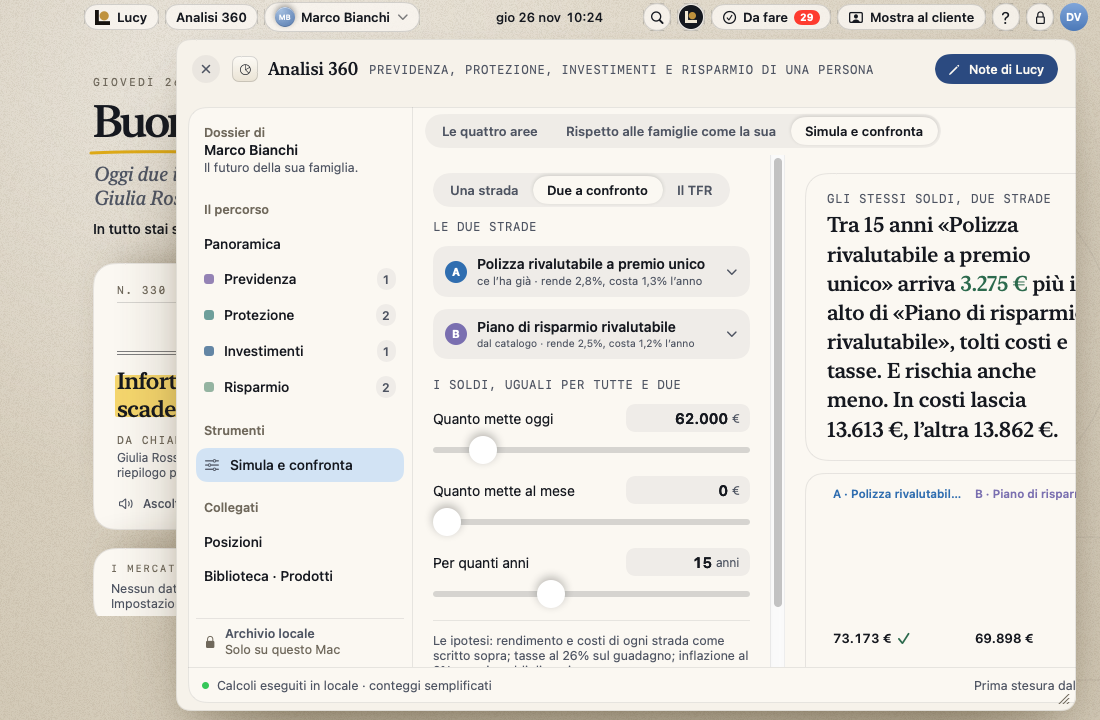 Lucy
Analisi 360
MB Marco Bianchi
gio 26 nov 10:24
Da fare 29
Mostra al cliente
?
DV
GIOVEDÌ 26
Buon
Oggi due i
Giulia Ros
In tutto stai s
N. 330
Infort
scade
DA CHIA
Giulia Ross
riepilogo p
Ascolt
I MERCAT
Nessun dat
Impostazio
Analisi 360
PREVIDENZA, PROTEZIONE, INVESTIMENTI E RISPARMIO DI UNA PERSONA
Note di Lucy
Dossier di
Marco Bianchi
Il futuro della sua famiglia.
Il percorso
Panoramica
Previdenza 1
Protezione 2
Investimenti 1
Risparmio 2
Strumenti
Simula e confronta
Collegati
Posizioni
Biblioteca · Prodotti
Archivio locale
Solo su questo Mac
Le quattro aree
Rispetto alle famiglie come la sua
Simula e confronta
Una strada
Due a confronto
Il TFR
LE DUE STRADE
A
Polizza rivalutabile a premio unico
ce l'ha già · rende 2,8%, costa 1,3% l'anno
B
Piano di risparmio rivalutabile
dal catalogo · rende 2,5%, costa 1,2% l'anno
I SOLDI, UGUALI PER TUTTE E DUE
Quanto mette oggi 62.000 €
Quanto mette al mese 0 €
Per quanti anni 15 anni
Le ipotesi: rendimento e costi di ogni strada come
scritto sopra; tasse al 26% sul guadagno; inflazione al
GLI STESSI SOLDI, DUE STRADE
Tra 15 anni «Polizza
rivalutabile a premio
unico» arriva 3.275 € più i
alto di «Piano di risparmi
rivalutabile», tolti costi e
tasse. E rischia anche
meno. In costi lascia
13.613 €, l'altra 13.862 €.
A · Polizza rivalutabil…
B · Piano di rispar
73.173 €
69.898 €
Calcoli eseguiti in locale · conteggi semplificati
Prima stesura dal